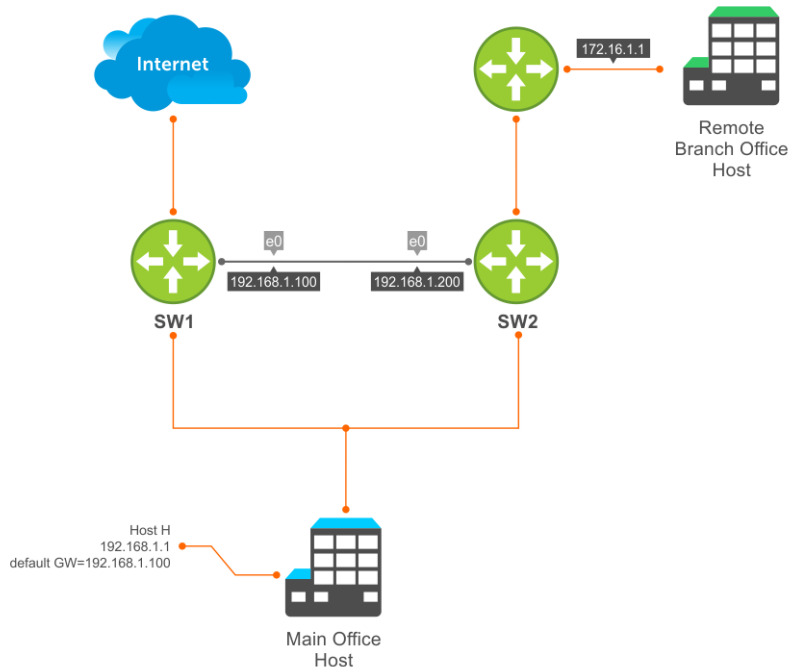 Internet
172.16.1.1
Remote
Branch Office
Host
e0
e0
192.168.1.100
192.168.1.200
SW1
SW2
Host H
192.168.1.1
default GW=192.168.1.100
Main Office
Host